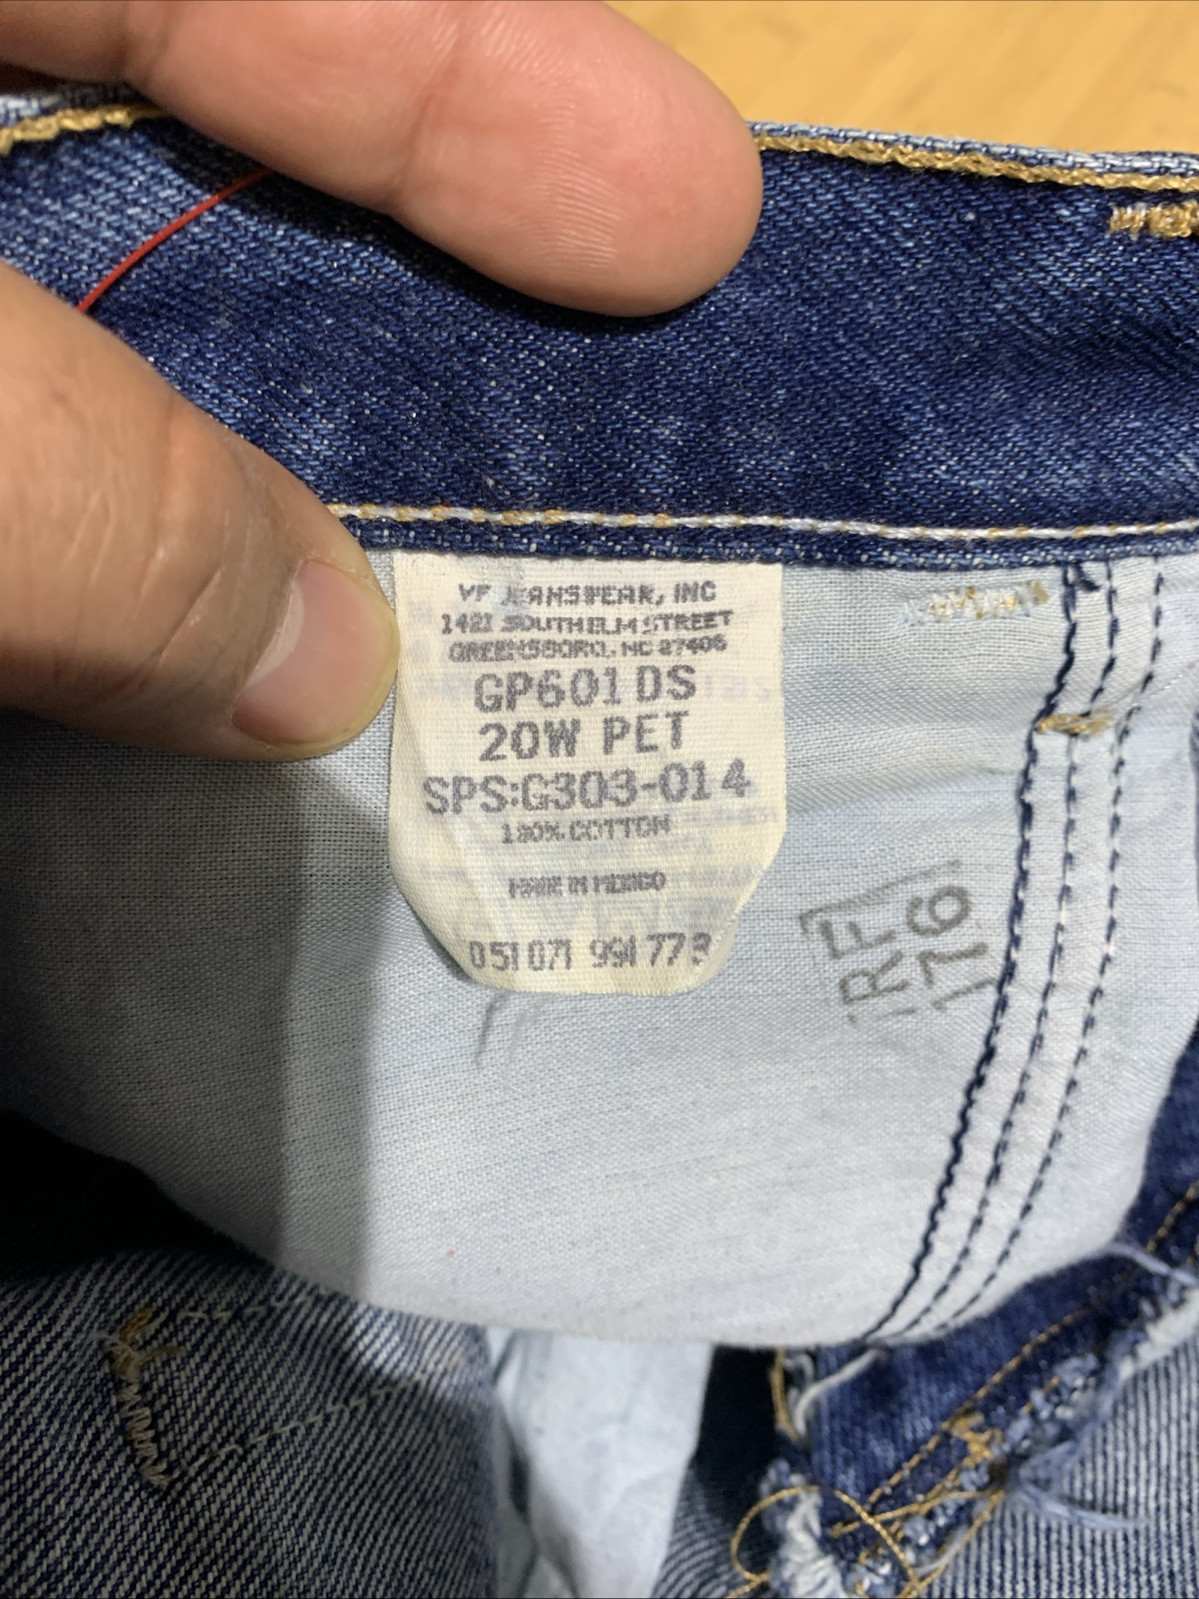 VF JEANSWEAR, INC
1421 SOUTH ELM STREET
GREENSBORO, NC 27406
GP601DS
20W PET
SPS:G303-014
100% COTTON
MADE IN MEXICO
051071 991773
RF
176